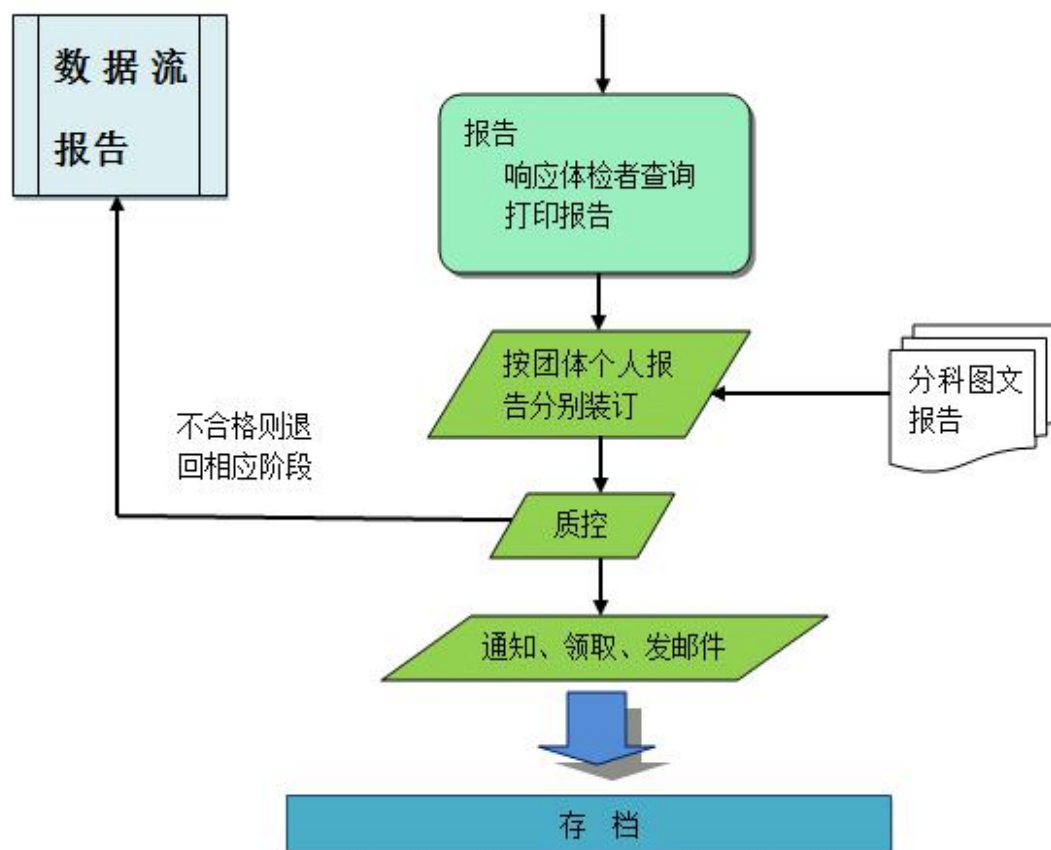 数据流
报告
报告
响应体检者查询
打印报告
按团体个人报
告分别装订
分科图文
报告
不合格则退
回相应阶段
质控
通知、领取、发邮件
存 档